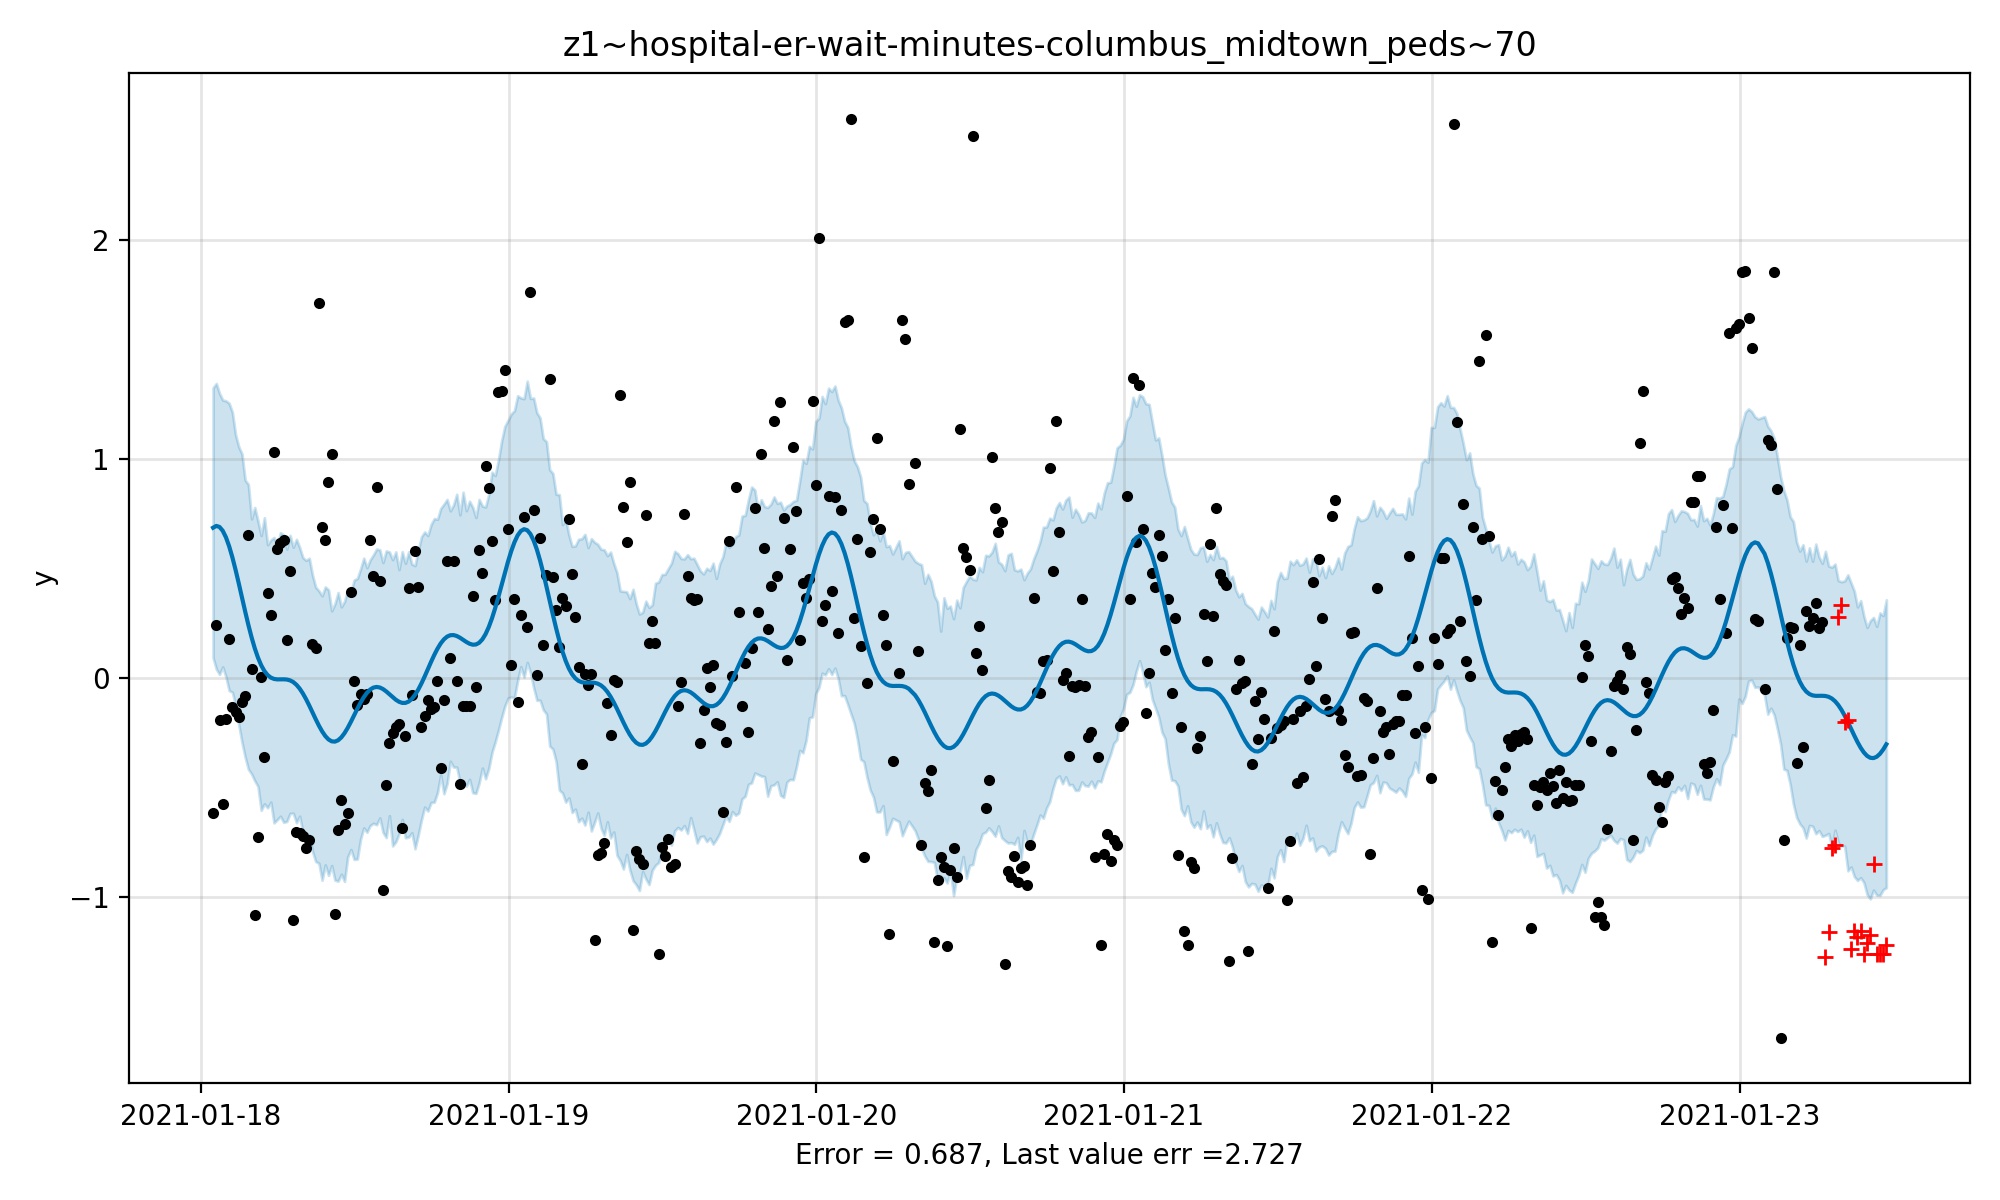 z1~hospital-er-wait-minutes-columbus_midtown_peds~70
y
2
1
0
−1
2021-01-18 2021-01-19 2021-01-20 2021-01-21 2021-01-22 2021-01-23
Error = 0.687, Last value err =2.727